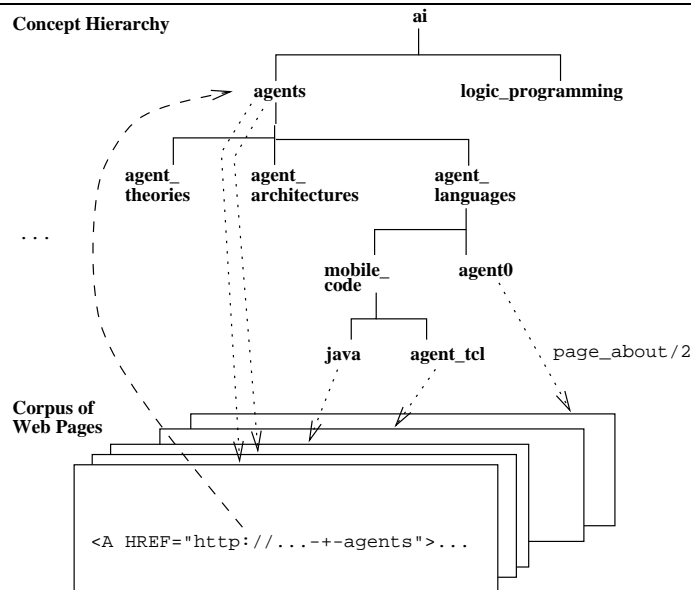 Concept Hierarchy
ai
agents
logic_programming
agent_
theories
agent_
architectures
agent_
languages
...
mobile_
code
agent0
java
agent_tcl
page_about/2
Corpus of
Web Pages
<A HREF="http://...-+-agents">...